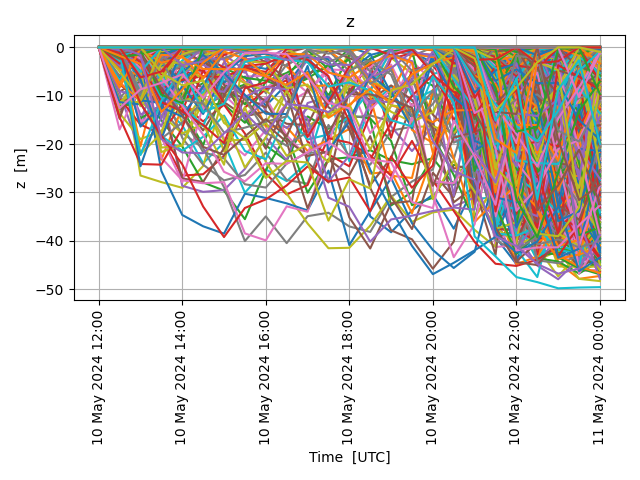 z
0
−10
−20
−30
−40
−50
z [m]
10 May 2024 12:00
10 May 2024 14:00
10 May 2024 16:00
10 May 2024 18:00
10 May 2024 20:00
10 May 2024 22:00
11 May 2024 00:00
Time [UTC]